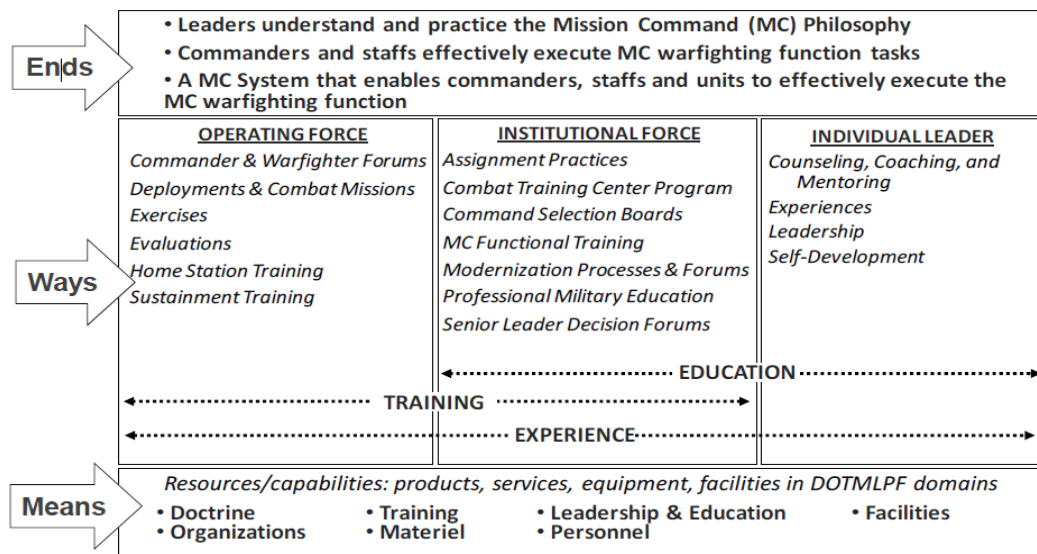 Ends
• Leaders understand and practice the Mission Command (MC) Philosophy
• Commanders and staffs effectively execute MC warfighting function tasks
• A MC System that enables commanders, staffs and units to effectively execute the
MC warfighting function
Ways
OPERATING FORCE
Commander & Warfighter Forums
Deployments & Combat Missions
Exercises
Evaluations
Home Station Training
Sustainment Training
INSTITUTIONAL FORCE
Assignment Practices
Combat Training Center Program
Command Selection Boards
MC Functional Training
Modernization Processes & Forums
Professional Military Education
Senior Leader Decision Forums
INDIVIDUAL LEADER
Counseling, Coaching, and
Mentoring
Experiences
Leadership
Self-Development
EDUCATION
TRAINING
EXPERIENCE
Means
Resources/capabilities: products, services, equipment, facilities in DOTMLPF domains
• Doctrine • Training • Leadership & Education • Facilities
• Organizations • Materiel • Personnel